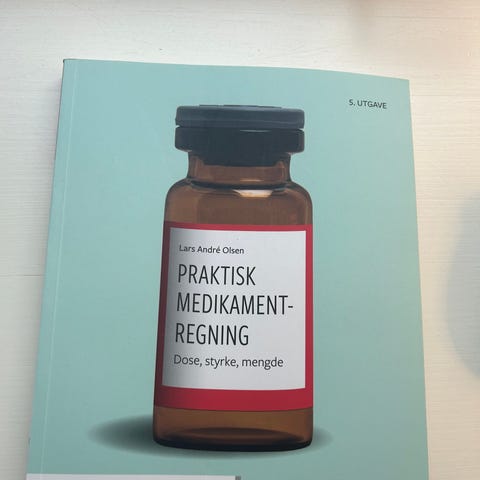 5. UTGAVE
Lars André Olsen
PRAKTISK
MEDIKAMENT-
REGNING
Dose, styrke, mengde